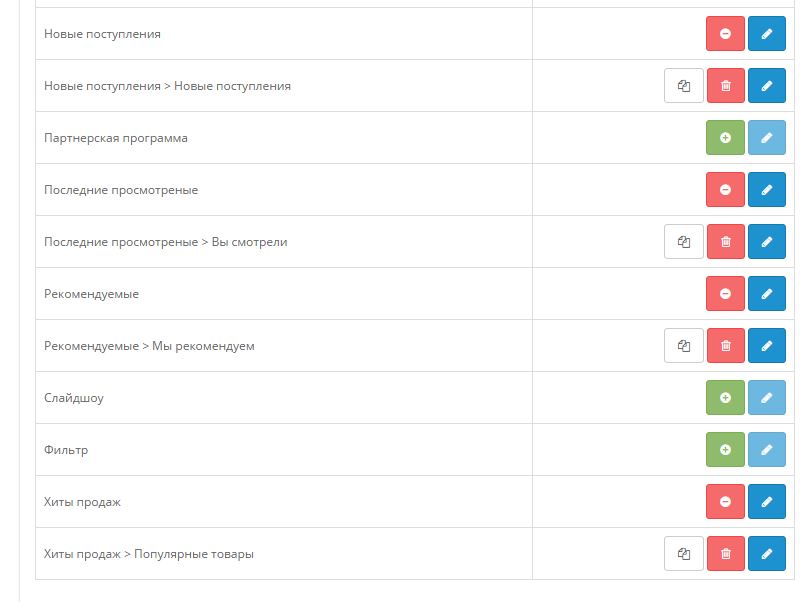 Новые поступления
Новые поступления > Новые поступления
Партнерская программа
Последние просмотреные
Последние просмотреные > Вы смотрели
Рекомендуемые
Рекомендуемые > Мы рекомендуем
Слайдшоу
Фильтр
Хиты продаж
Хиты продаж > Популярные товары